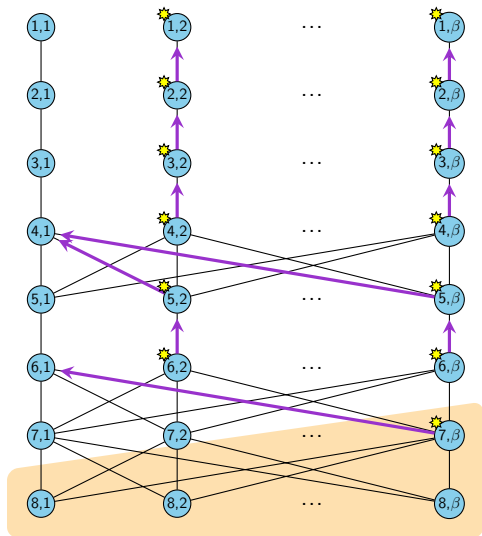 1,1 1,2 ... 1,β
2,1 2,2 ... 2,β
3,1 3,2 ... 3,β
4,1 4,2 ... 4,β
5,1 5,2 ... 5,β
6,1 6,2 ... 6,β
7,1 7,2 ... 7,β
8,1 8,2 ... 8,β